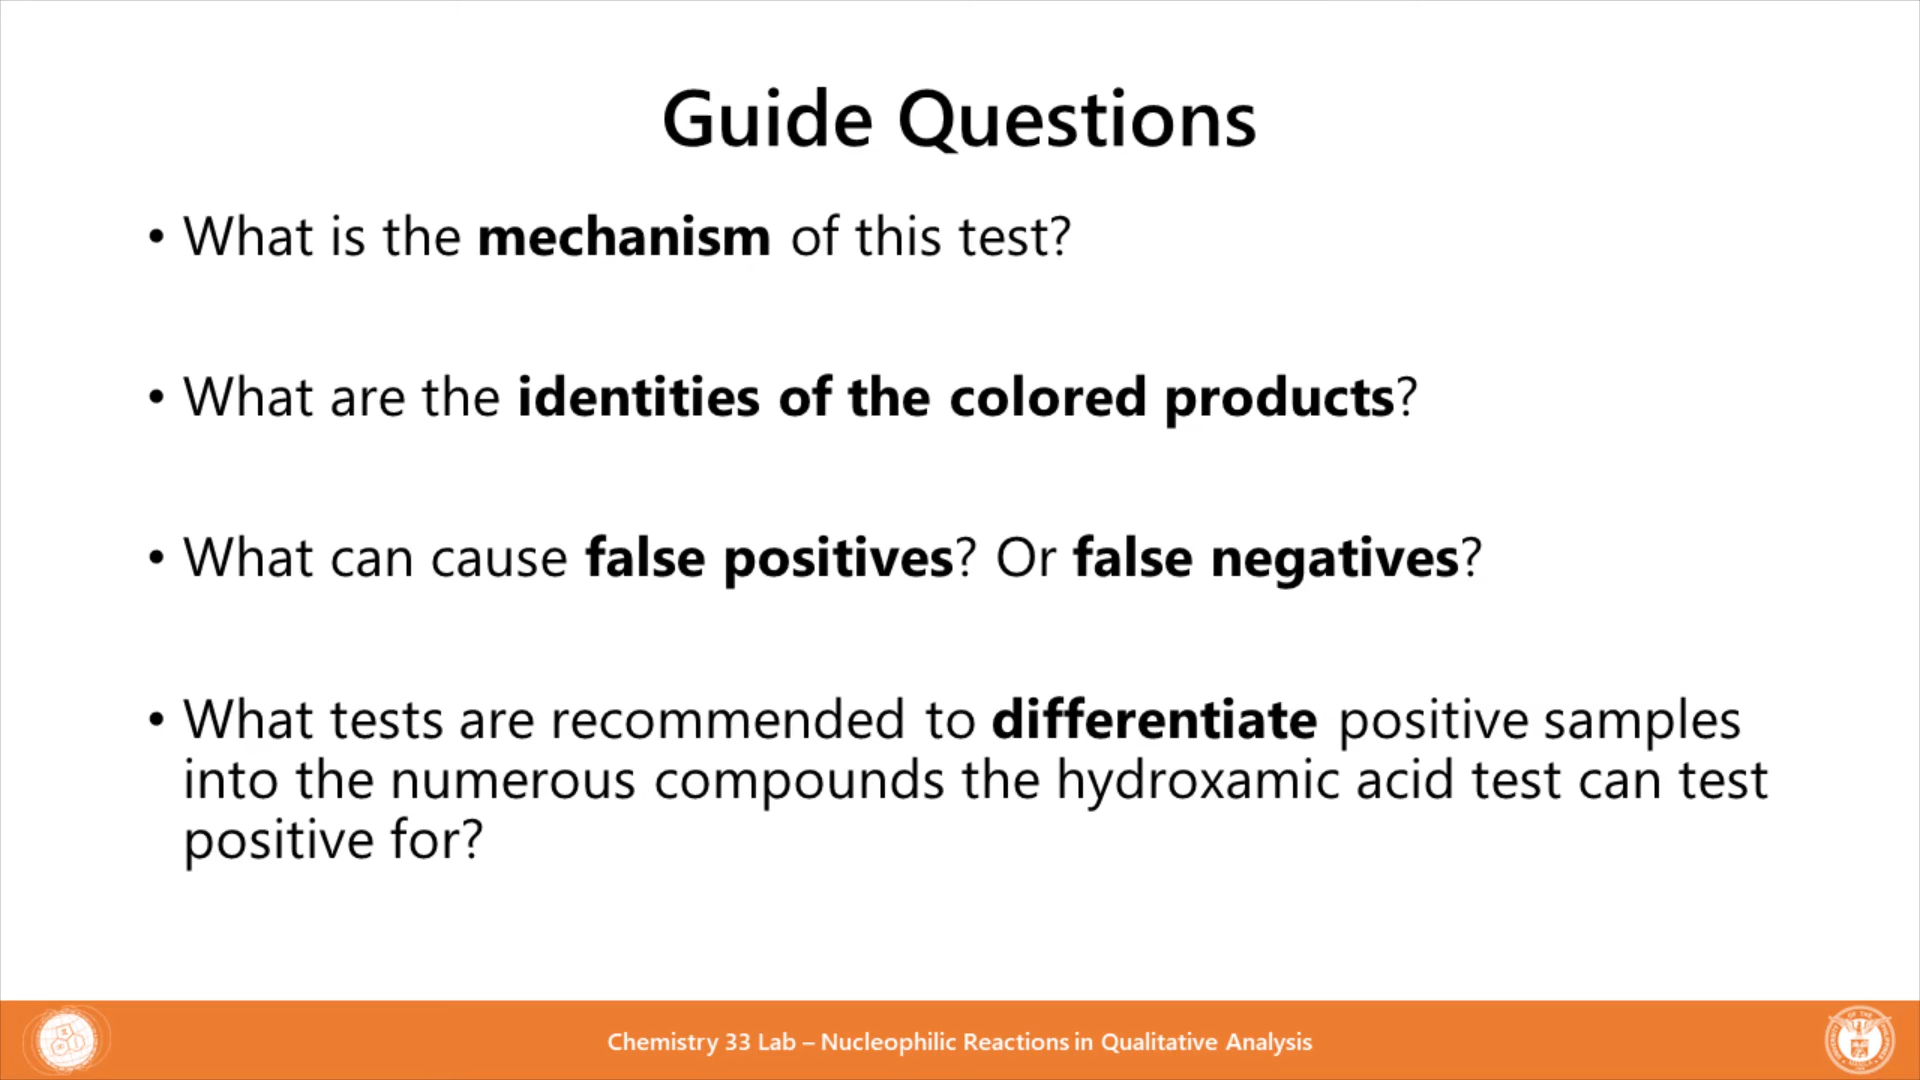 Guide Questions
• What is the mechanism of this test?
• What are the identities of the colored products?
• What can cause false positives? Or false negatives?
• What tests are recommended to differentiate positive samples
into the numerous compounds the hydroxamic acid test can test
positive for?
Chemistry 33 Lab – Nucleophilic Reactions in Qualitative Analysis